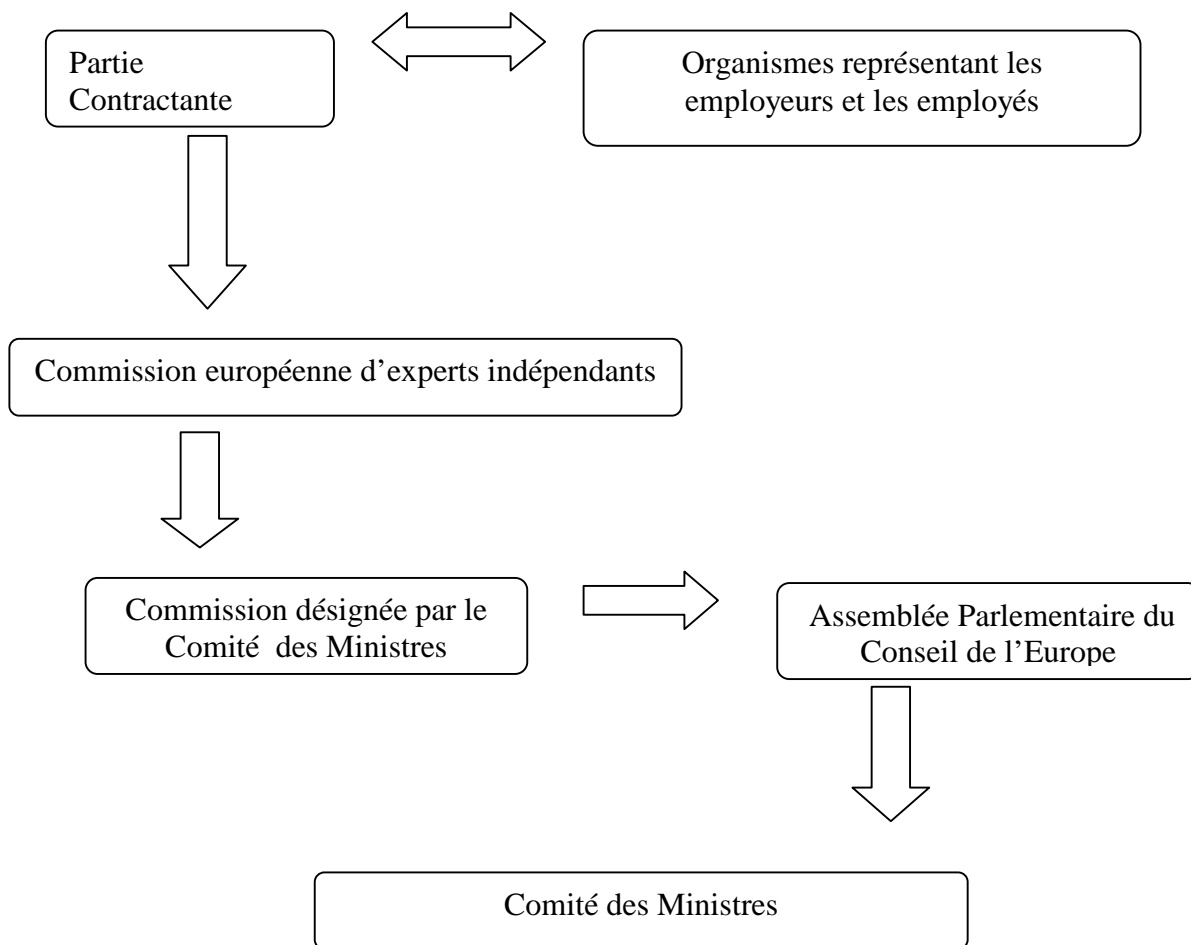 Partie
Contractante
Organismes représentant les
employeurs et les employés
Commission européenne d’experts indépendants
Commission désignée par le
Comité des Ministres
Assemblée Parlementaire du
Conseil de l’Europe
Comité des Ministres